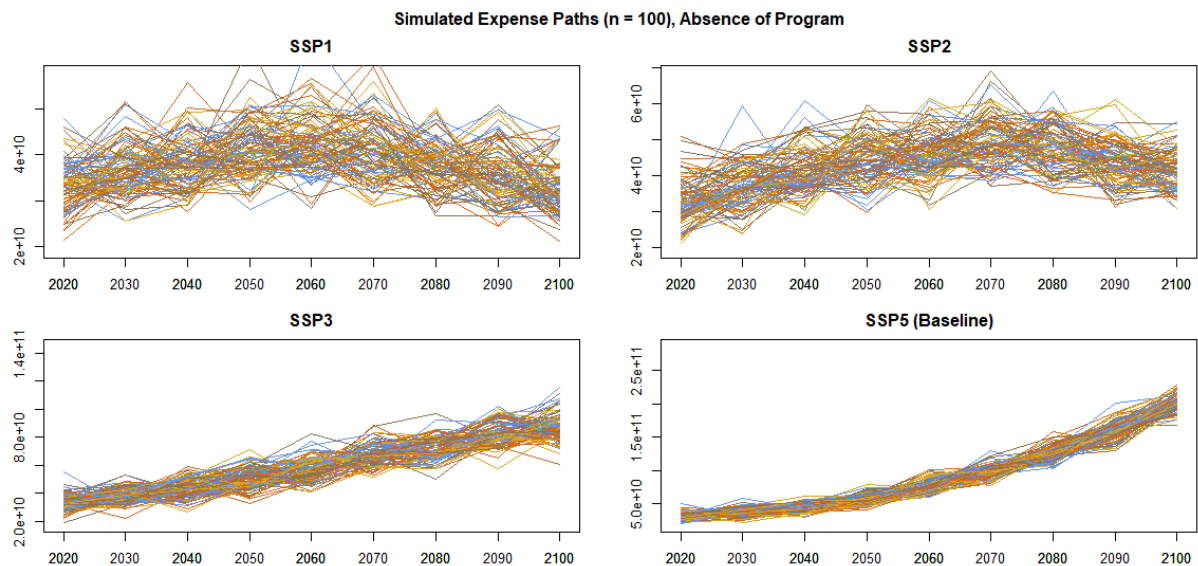 Simulated Expense Paths (n = 100), Absence of Program
SSP1
SSP2
4e+10
2e+10
2020 2030 2040 2050 2060 2070 2080 2090 2100
6e+10
4e+10
2e+10
2020 2030 2040 2050 2060 2070 2080 2090 2100
SSP3
SSP5 (Baseline)
1.4e+11
8.0e+10
2.0e+10
2020 2030 2040 2050 2060 2070 2080 2090 2100
2.5e+11
1.5e+11
5.0e+10
2020 2030 2040 2050 2060 2070 2080 2090 2100